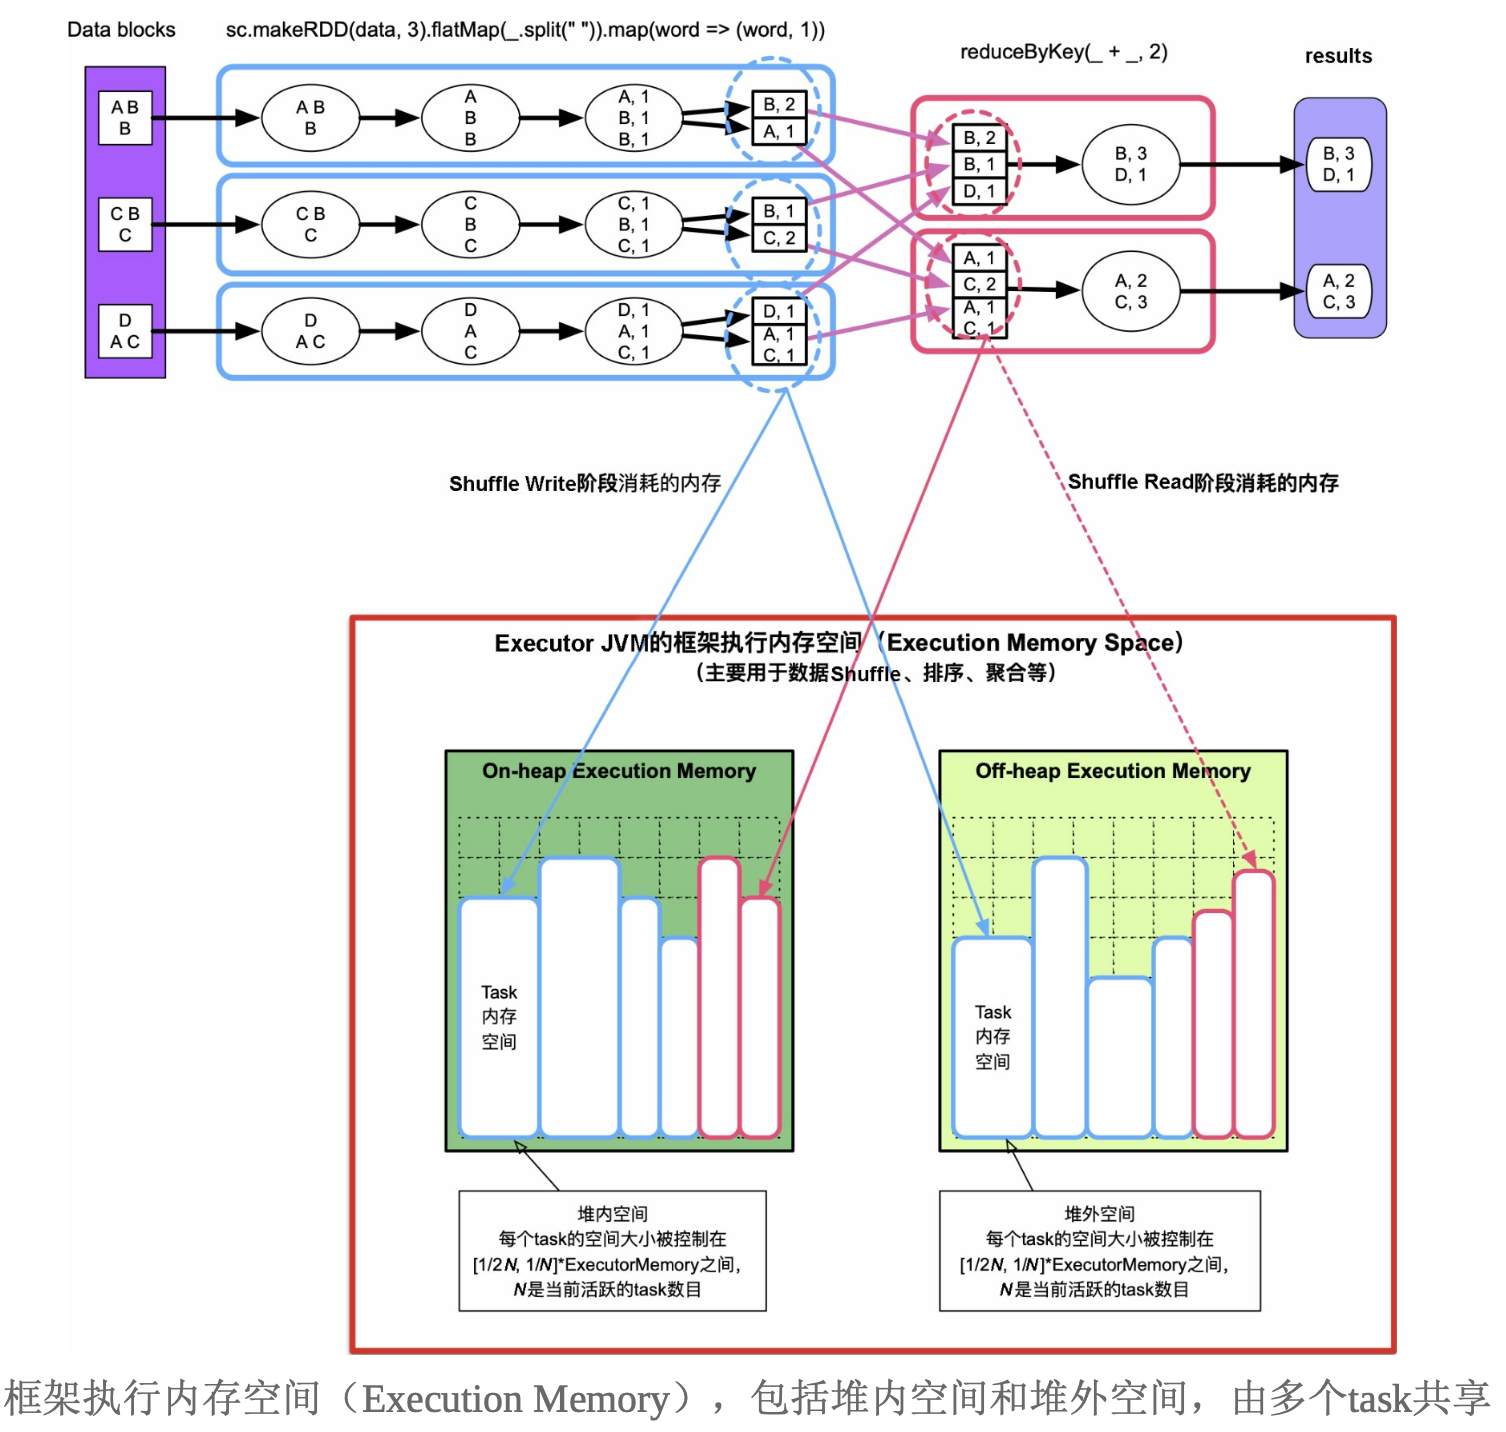 Data blocks
sc.makeRDD(data, 3).flatMap(_.split(" ")).map(word => (word, 1))
reduceByKey(_ + _, 2)
results
A B
B
A B
B
A
B
B
A, 1
B, 1
B, 1
B, 2
A, 1
C B
C
C B
C
C
B
C
C, 1
B, 1
C, 1
B, 1
C, 2
D
A C
D
A C
D
A
C
D, 1
A, 1
C, 1
D, 1
A, 1
C, 1
B, 2
B, 1
D, 1
B, 3
D, 1
B, 3
D, 1
A, 1
C, 2
A, 1
C, 1
A, 2
C, 3
A, 2
C, 3
Shuffle Write阶段消耗的内存
Shuffle Read阶段消耗的内存
Executor JVM的框架执行内存空间（Execution Memory Space）
（主要用于数据Shuffle、排序、聚合等）
On-heap Execution Memory
Task
内存
空间
堆内空间
每个task的空间大小被控制在
[1/2N, 1/N]*ExecutorMemory之间，
N是当前活跃的task数目
Off-heap Execution Memory
Task
内存
空间
堆外空间
每个task的空间大小被控制在
[1/2N, 1/N]*ExecutorMemory之间，
N是当前活跃的task数目
框架执行内存空间（Execution Memory），包括堆内空间和堆外空间，由多个task共享